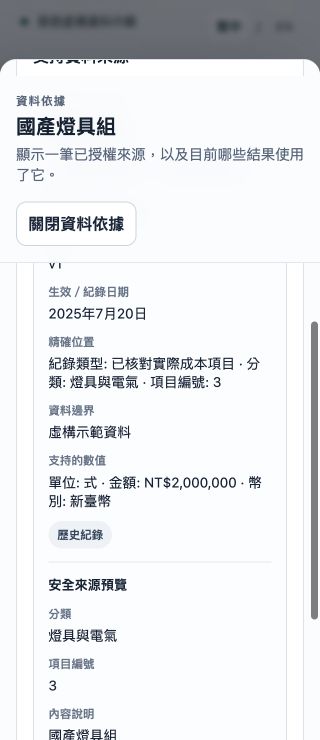 資料依據
國產燈具組
顯示一筆已授權來源，以及目前哪些結果使用
了它。
關閉資料依據
生效 / 紀錄日期
2025年7月20日
精確位置
紀錄類型: 已核對實際成本項目 · 分
類: 燈具與電氣 · 項目編號: 3
資料邊界
虛構示範資料
支持的數值
單位: 式 · 金額: NT$2,000,000 · 幣
別: 新臺幣
歷史紀錄
安全來源預覽
分類
燈具與電氣
項目編號
3
內容說明
國產燈具組